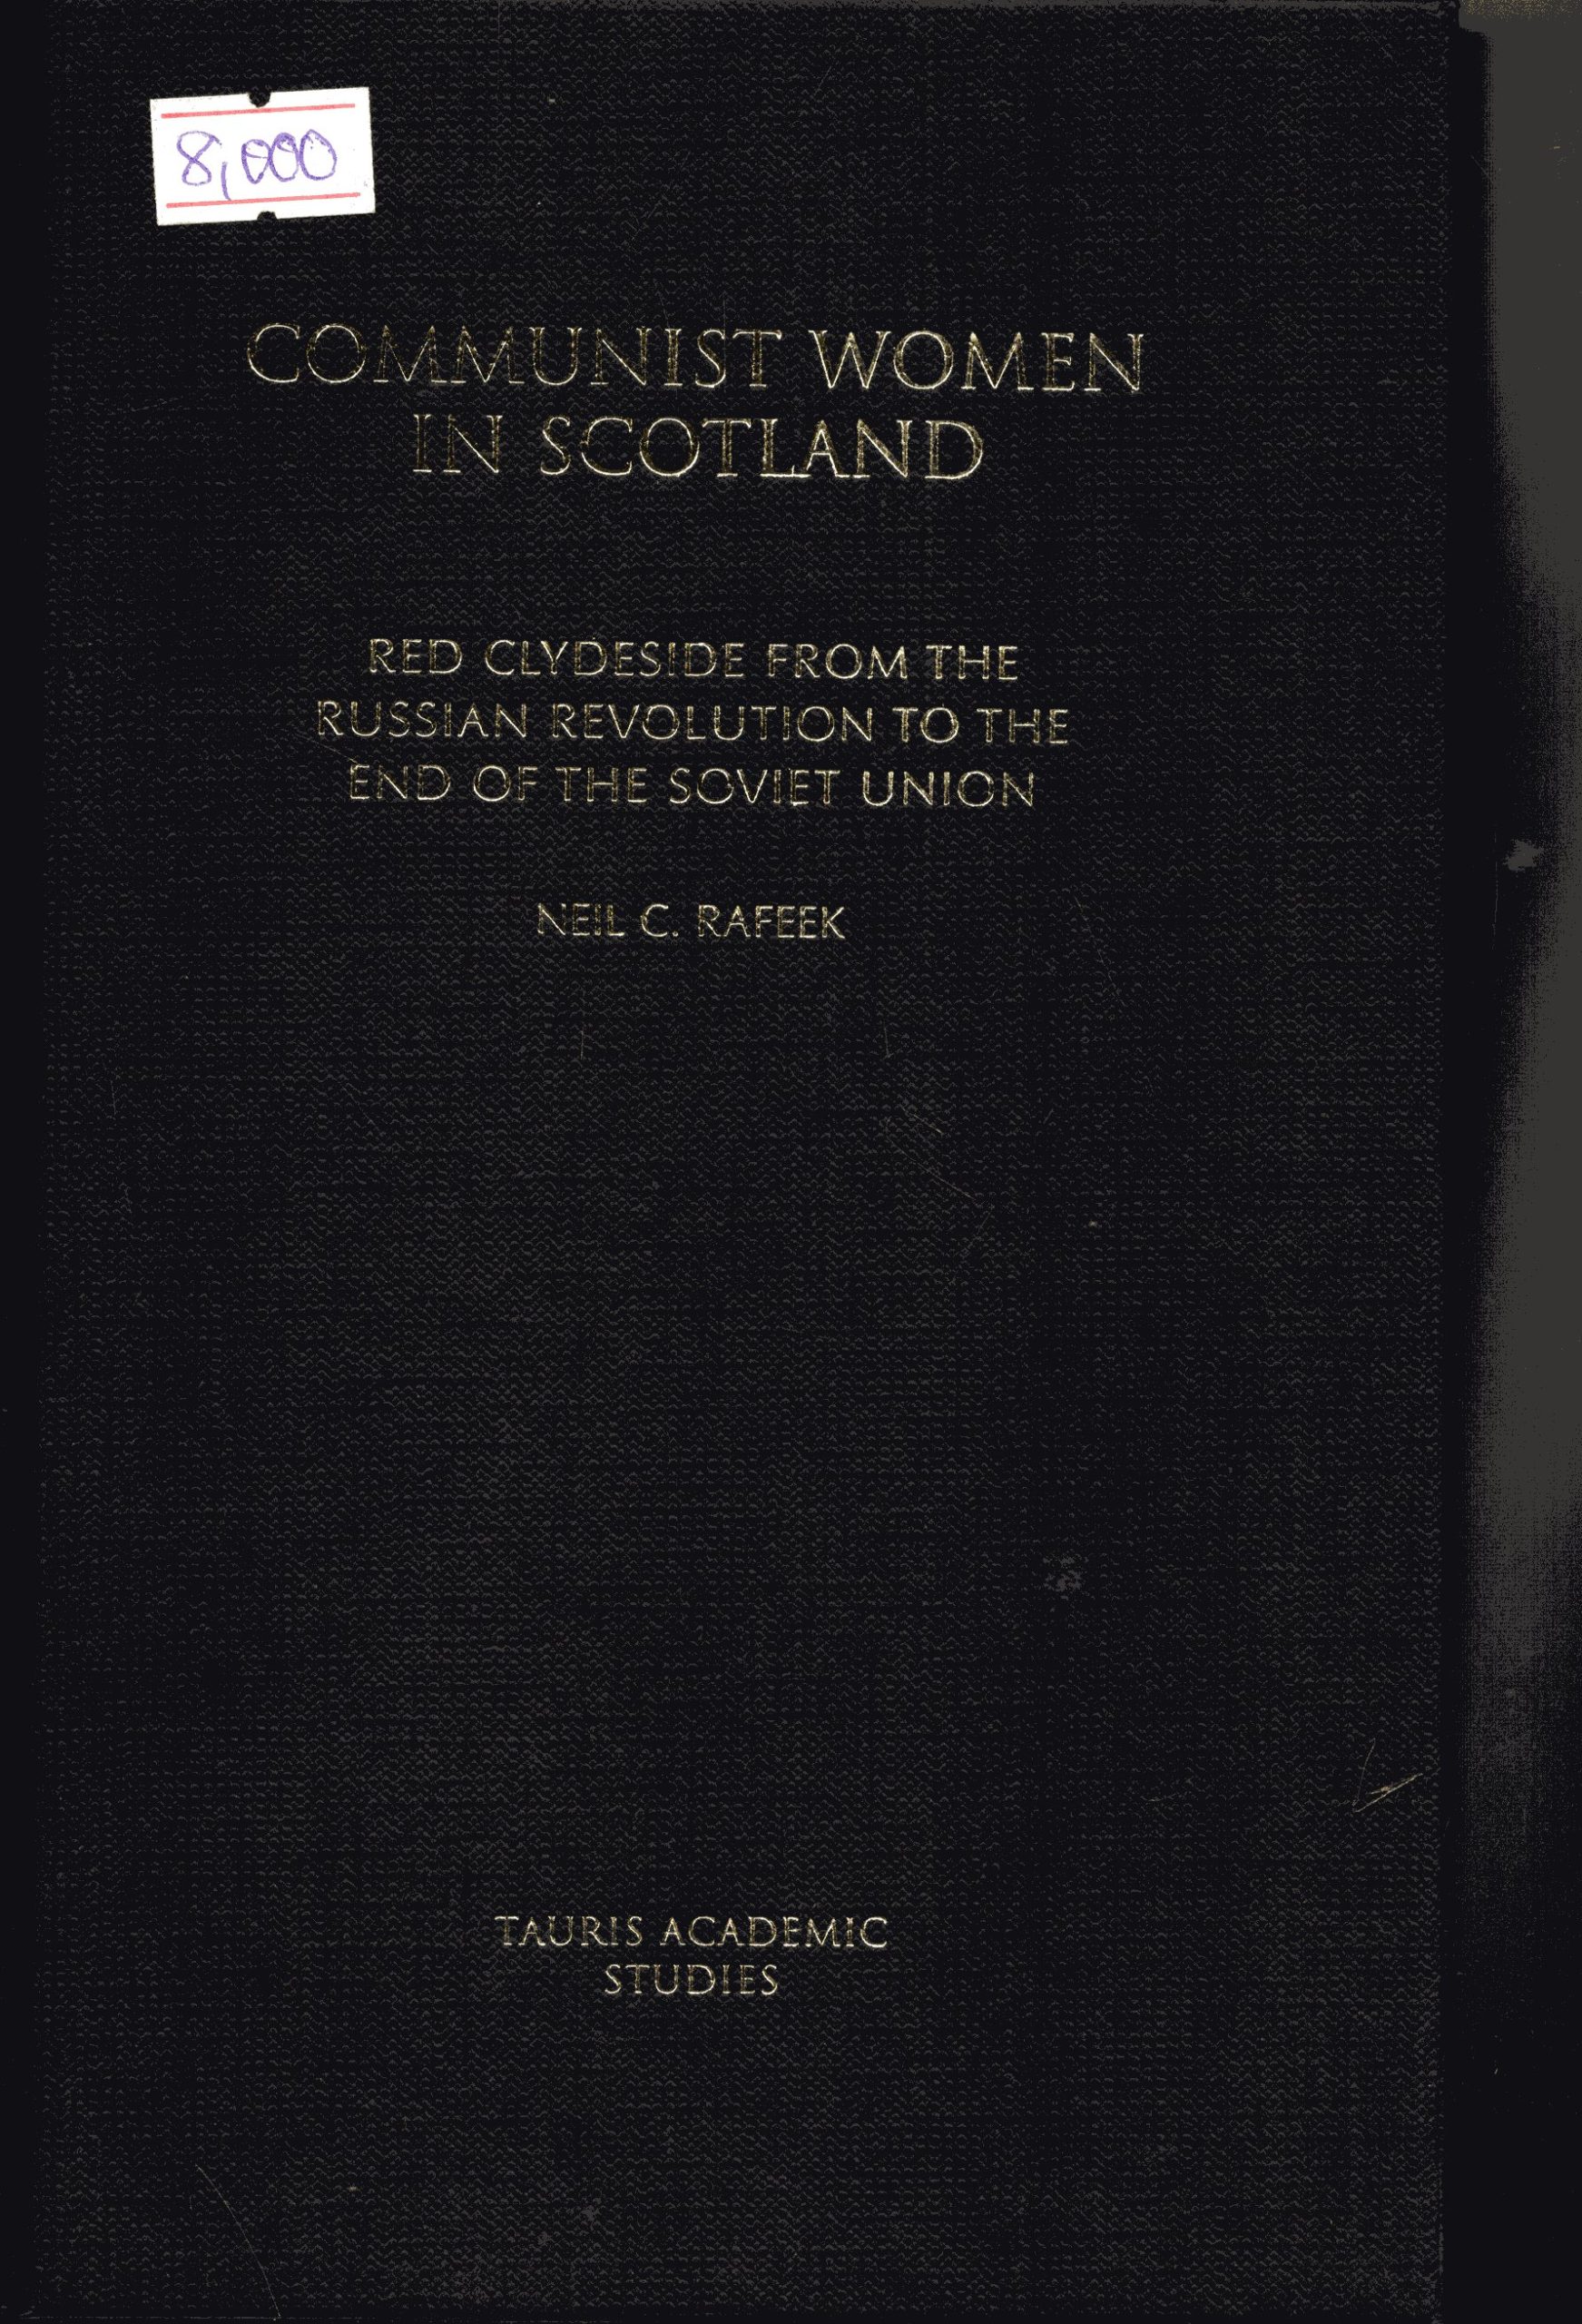 8,000
COMMUNIST WOMEN
IN SCOTLAND
RED CLYDESIDE FROM THE
RUSSIAN REVOLUTION TO THE
END OF THE SOVIET UNION
NEIL C. RAFEEK
TAURIS ACADEMIC
STUDIES